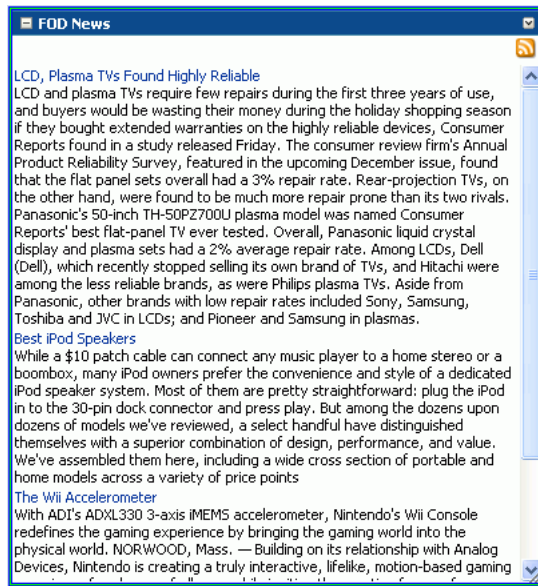 FOD News
LCD, Plasma TVs Found Highly Reliable
LCD and plasma TVs require few repairs during the first three years of use,
and buyers would be wasting their money during the holiday shopping season
if they bought extended warranties on the highly reliable devices, Consumer
Reports found in a study released Friday. The consumer review firm's Annual
Product Reliability Survey, featured in the upcoming December issue, found
that the flat panel sets overall had a 3% repair rate. Rear-projection TVs, on
the other hand, were found to be much more repair prone than its two rivals.
Panasonic's 50-inch TH-50PZ700U plasma model was named Consumer
Reports' best flat-panel TV ever tested. Overall, Panasonic liquid crystal
display and plasma sets had a 2% average repair rate. Among LCDs, Dell
(Dell), which recently stopped selling its own brand of TVs, and Hitachi were
among the less reliable brands, as were Philips plasma TVs. Aside from
Panasonic, other brands with low repair rates included Sony, Samsung,
Toshiba and JVC in LCDs; and Pioneer and Samsung in plasmas.
Best iPod Speakers
While a $10 patch cable can connect any music player to a home stereo or a
boombox, many iPod owners prefer the convenience and style of a dedicated
iPod speaker system. Most of them are pretty straightforward: plug the iPod
in to the 30-pin dock connector and press play. But among the dozens upon
dozens of models we've reviewed, a select handful have distinguished
themselves with a superior combination of design, performance, and value.
We've assembled them here, including a wide cross section of portable and
home models across a variety of price points
The Wii Accelerometer
With ADI's ADXL330 3-axis iMEMS accelerometer, Nintendo's Wii Console
redefines the gaming experience by bringing the gaming world into the
physical world. NORWOOD, Mass. — Building on its relationship with Analog
Devices, Nintendo is creating a truly interactive, lifelike, motion-based gaming